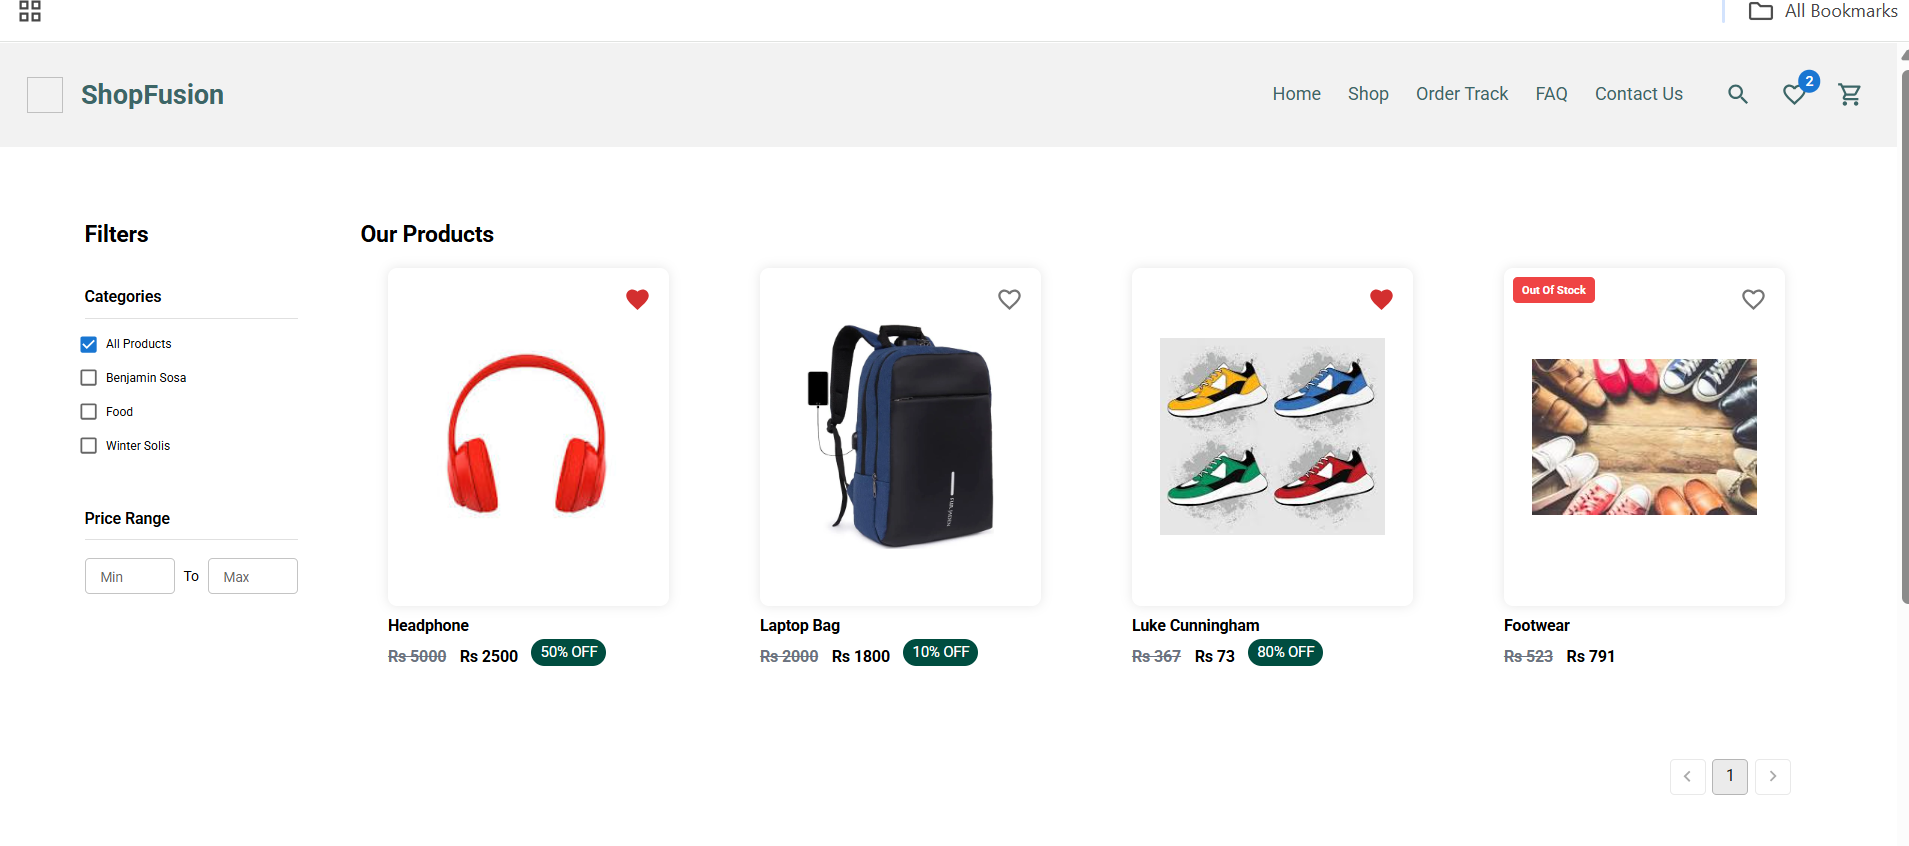 All Bookmarks
ShopFusion
Home Shop Order Track FAQ Contact Us 2
Filters
Categories
All Products
Benjamin Sosa
Food
Winter Solis
Price Range
Min To Max
Our Products
Headphone
Rs 5000 Rs 2500 50% OFF
Laptop Bag
Rs 2000 Rs 1800 10% OFF
Luke Cunningham
Rs 367 Rs 73 80% OFF
Out Of Stock
Footwear
Rs 523 Rs 791
1